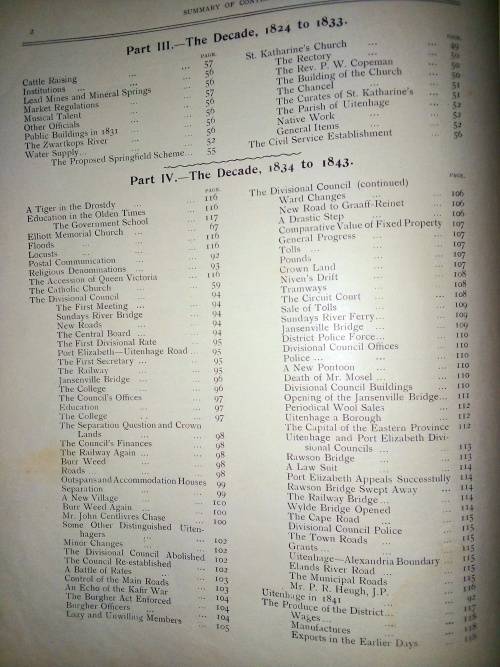 2
SUMMARY OF
Part III.—The Decade, 1824 to 1833.
PAGE.
Cattle Raising ... 57
Institutions ... 56
Lead Mines and Mineral Springs ... 56
Market Regulations ... 57
Musical Talent ... 56
Other Officials ... 56
Public Buildings in 1831 ... 56
The Zwartkops River ... 56
Water Supply ... 52
The Proposed Springfield Scheme ... 55
PAGE.
St. Katharine's Church ... 49
The Rectory ... 50
The Rev. P. W. Copeman ... 50
The Building of the Church ... 50
The Chancel ... 51
The Curates of St. Katharine's ... 51
The Parish of Uitenhage ... 52
Native Work ... 52
General Items ... 52
The Civil Service Establishment ... 56
Part IV.—The Decade, 1834 to 1843.
PAGE.
A Tiger in the Drostdy ... 116
Education in the Olden Times ... 116
The Government School ... 117
Elliott Memorial Church ... 67
Floods ... 116
Locusts ... 116
Postal Communication ... 92
Religious Denominations ... 93
The Accession of Queen Victoria ... 116
The Catholic Church ... 59
The Divisional Council ... 94
The First Meeting ... 94
Sundays River Bridge ... 94
New Roads ... 94
The Central Board ... 94
The First Divisional Rate ... 95
Port Elizabeth—Uitenhage Road ... 95
The First Secretary ... 95
The Railway ... 95
Jansenville Bridge ... 96
The College ... 96
The Council's Offices ... 97
Education ... 97
The College ... 97
The Separation Question and Crown
Lands ... 98
The Council's Finances ... 98
The Railway Again ... 98
Burr Weed ... 98
Roads ... 98
Outspans and Accommodation Houses 99
Separation ... 99
A New Village ... 100
Burr Weed Again ... 100
Mr. John Centlivres Chase ... 100
Some Other Distinguished Uiten-
hagers ... 102
Minor Changes ... 102
The Divisional Council Abolished 102
The Council Re-established ... 102
A Battle of Rates ... 103
Control of the Main Roads ... 103
An Echo of the Kafir War ... 104
The Burgher Act Enforced ... 104
Burgher Officers ... 104
Lazy and Unwilling Members ... 105
PAGE.
The Divisional Council (continued)
Ward Changes ... 106
New Road to Graaff-Reinet ... 106
A Drastic Step ... 106
Comparative Value of Fixed Property 107
General Progress ... 107
Tolls ... 107
Pounds ... 107
Crown Land ... 107
Niven's Drift ... 108
Tramways ... 108
The Circuit Court ... 108
Sale of Tolls ... 109
Sundays River Ferry ... 109
Jansenville Bridge ... 109
District Police Force ... 110
Divisional Council Offices ... 110
Police ... 110
A New Pontoon ... 110
Death of Mr. Mosel ... 110
Divisional Council Buildings ... 110
Opening of the Jansenville Bridge ... 111
Periodical Wool Sales ... 112
Uitenhage a Borough ... 112
The Capital of the Eastern Province 112
Uitenhage and Port Elizabeth Divi-
sional Councils ... 113
Rawson Bridge ... 113
A Law Suit ... 114
Port Elizabeth Appeals Successfully 114
Rawson Bridge Swept Away ... 114
The Railway Bridge ... 114
Wylde Bridge Opened ... 114
The Cape Road ... 115
Divisional Council Police ... 115
The Town Roads ... 115
Grants ... 115
Uitenhage—Alexandria Boundary ... 115
Elands River Road ... 115
The Municipal Roads ... 115
Mr. P. R. Heugh, J.P. ... 116
Uitenhage in 1841 ... 92
The Produce of the District ... 117
Wages ... 118
Manufactures ... 118
Exports in the Earlier Days 118